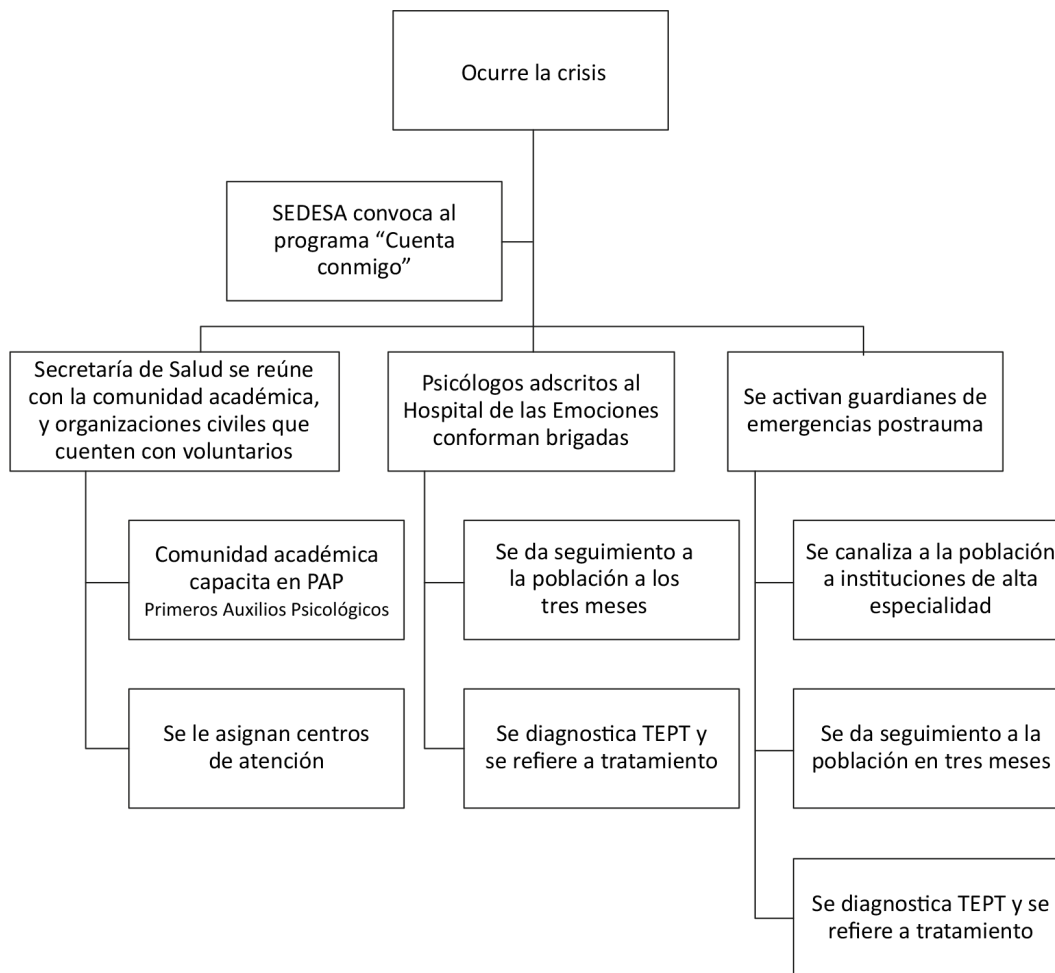 Ocurre la crisis
SEDESA convoca al
programa “Cuenta
conmigo”
Secretaría de Salud se reúne
con la comunidad académica,
y organizaciones civiles que
cuenten con voluntarios
Comunidad académica
capacita en PAP
Primeros Auxilios Psicológicos
Se le asignan centros
de atención
Psicólogos adscritos al
Hospital de las Emociones
conforman brigadas
Se da seguimiento a
la población a los
tres meses
Se diagnostica TEPT y
se refiere a tratamiento
Se activan guardianes de
emergencias postrauma
Se canaliza a la población
a instituciones de alta
especialidad
Se da seguimiento a la
población en tres meses
Se diagnostica TEPT y se
refiere a tratamiento